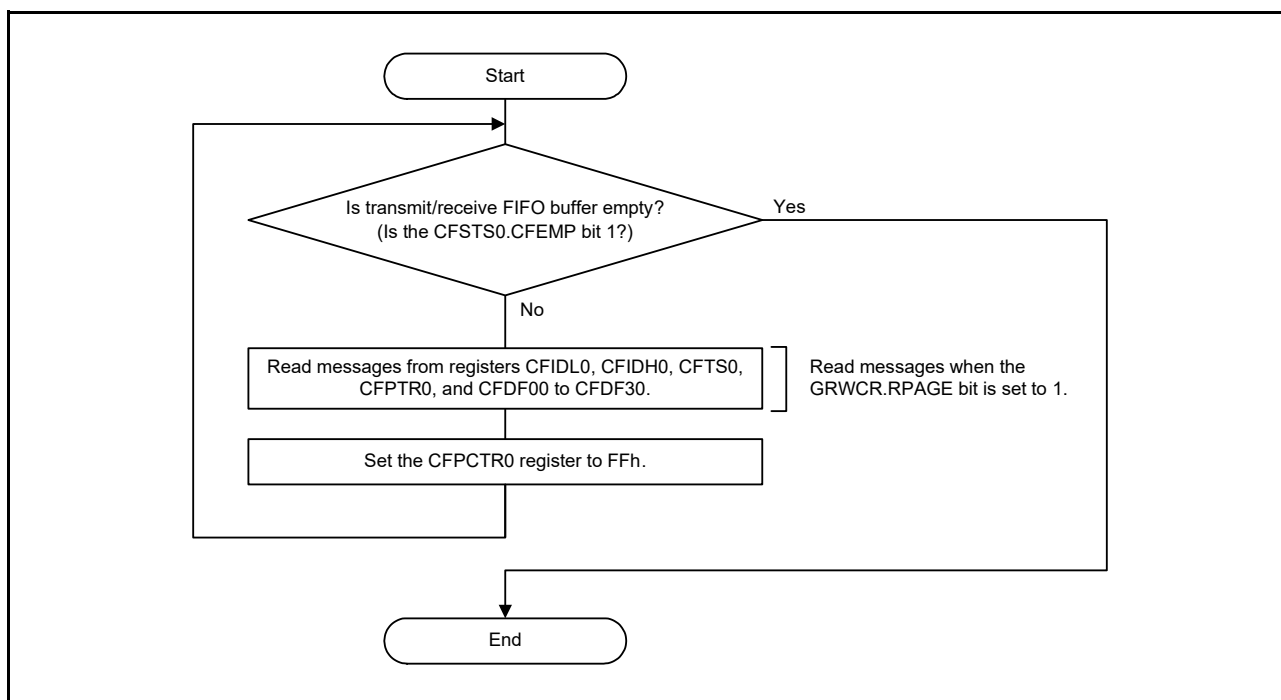 Start
Is transmit/receive FIFO buffer empty?
(Is the CFSTS0.CFEMP bit 1?)
Yes
No
Read messages from registers CFIDL0, CFIDH0, CFTS0,
CFPTR0, and CFDF00 to CFDF30.
Read messages when the
GRWCR.RPAGE bit is set to 1.
Set the CFPCTR0 register to FFh.
End